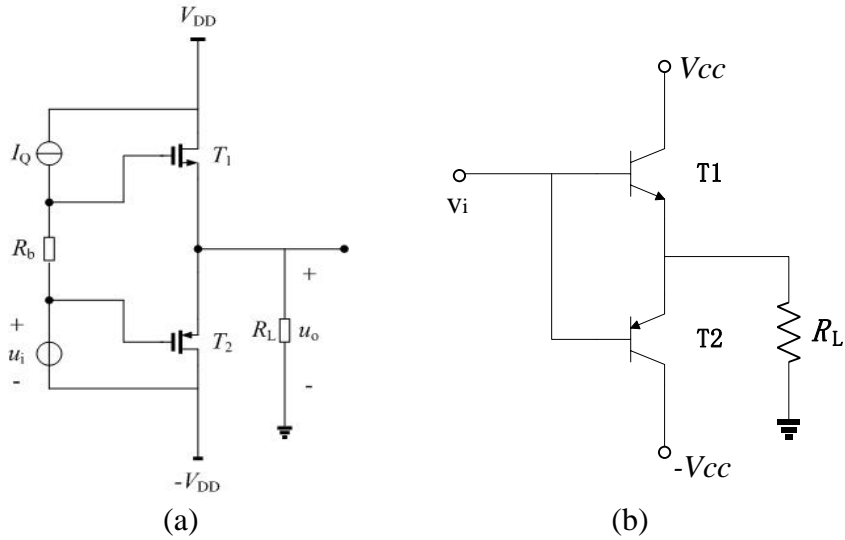 V_DD
I_Q
T_1
R_b
+
+
u_i
-
T_2
R_L
u_o
-
-V_DD
(a)
Vcc
T1
vi
T2
R_L
-Vcc
(b)